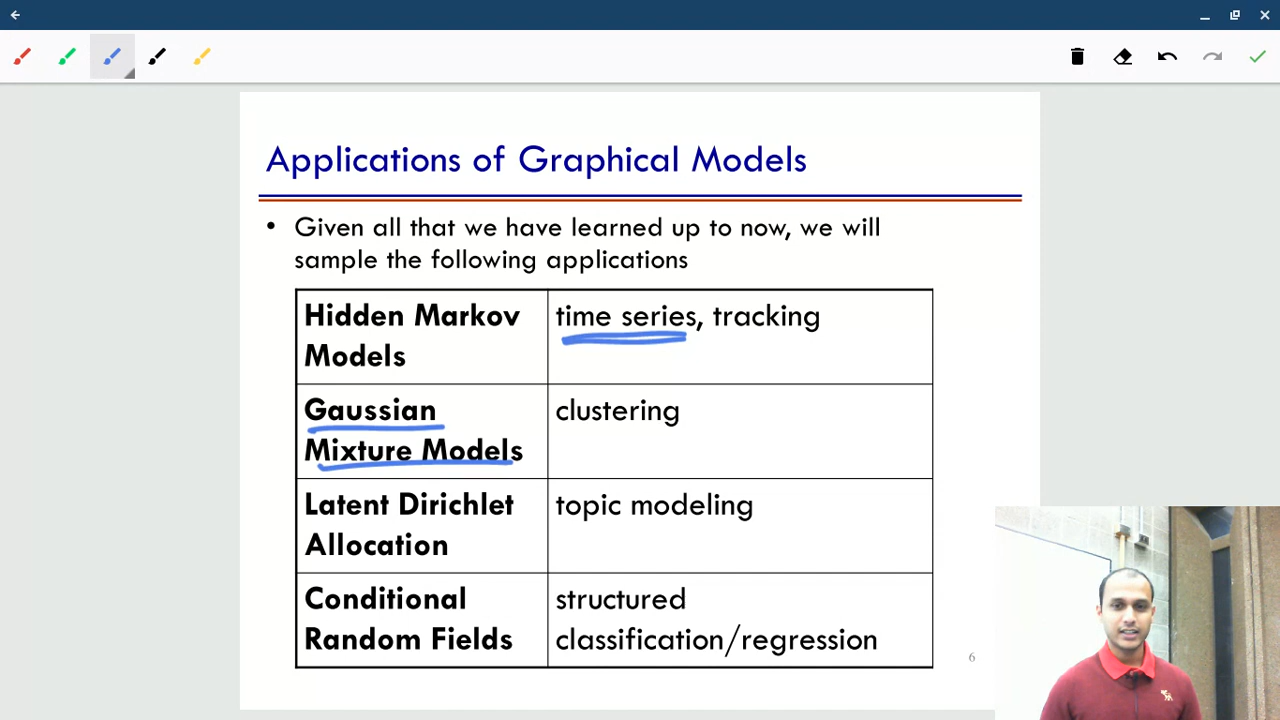 Applications of Graphical Models
• Given all that we have learned up to now, we will
sample the following applications
Hidden Markov
Models
time series, tracking
Gaussian
Mixture Models
clustering
Latent Dirichlet
Allocation
topic modeling
Conditional
Random Fields
structured
classification/regression
6